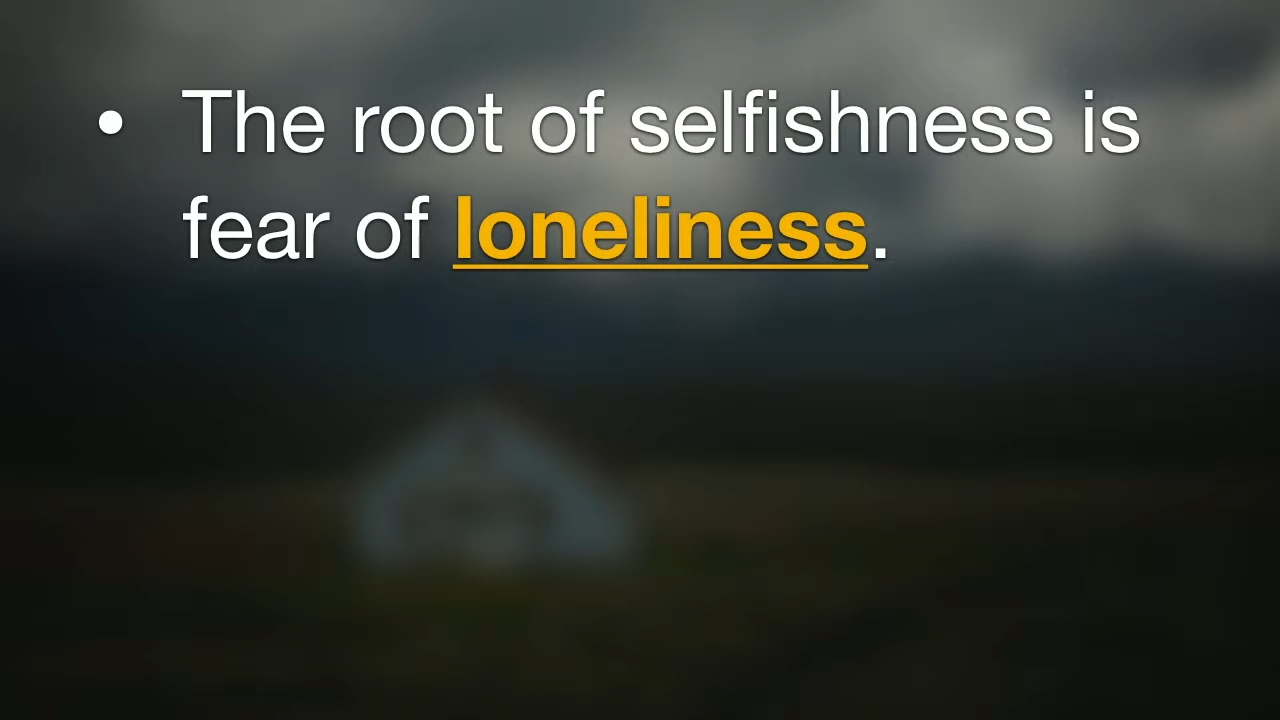 • The root of selfishness is
fear of loneliness.